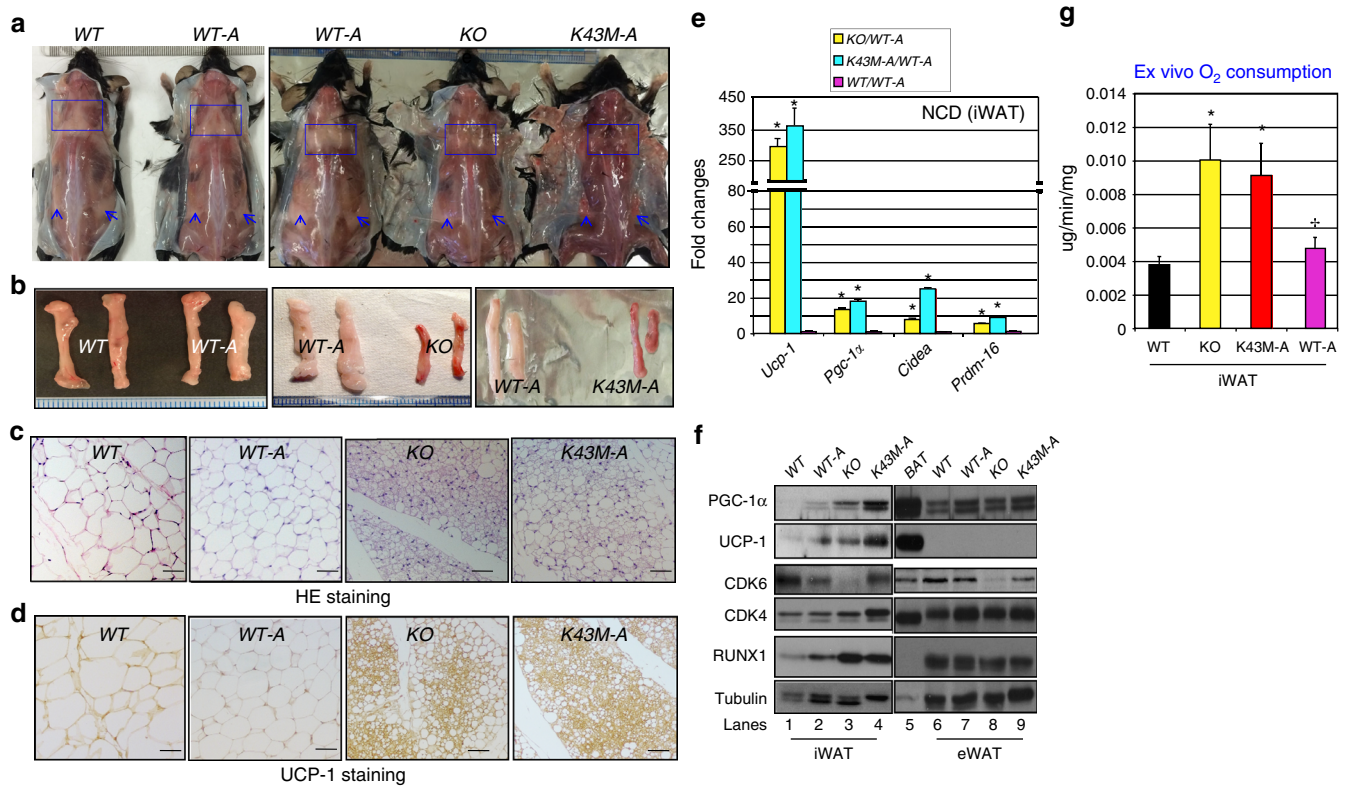 a
WT
WT-A
WT-A
KO
K43M-A
b
WT
WT-A
WT-A
KO
WT-A
K43M-A
c
WT
WT-A
KO
K43M-A
HE staining
d
WT
WT-A
KO
K43M-A
UCP-1 staining
e
KO/WT-A
K43M-A/WT-A
WT/WT-A
NCD (iWAT)
Fold changes
450
350
250
80
60
40
20
0
* *
* *
* *
* *
Ucp-1
Pgc-1α
Cidea
Prdm-16
f
WT
WT-A
KO
K43M-A
BAT
WT
WT-A
KO
K43M-A
PGC-1α
UCP-1
CDK6
CDK4
RUNX1
Tubulin
Lanes 1 2 3 4 5 6 7 8 9
iWAT
eWAT
g
Ex vivo O₂ consumption
ug/min/mg
0.014
0.012
0.010
0.008
0.006
0.004
0.002
0
*
*
÷
WT KO K43M-A WT-A
iWAT